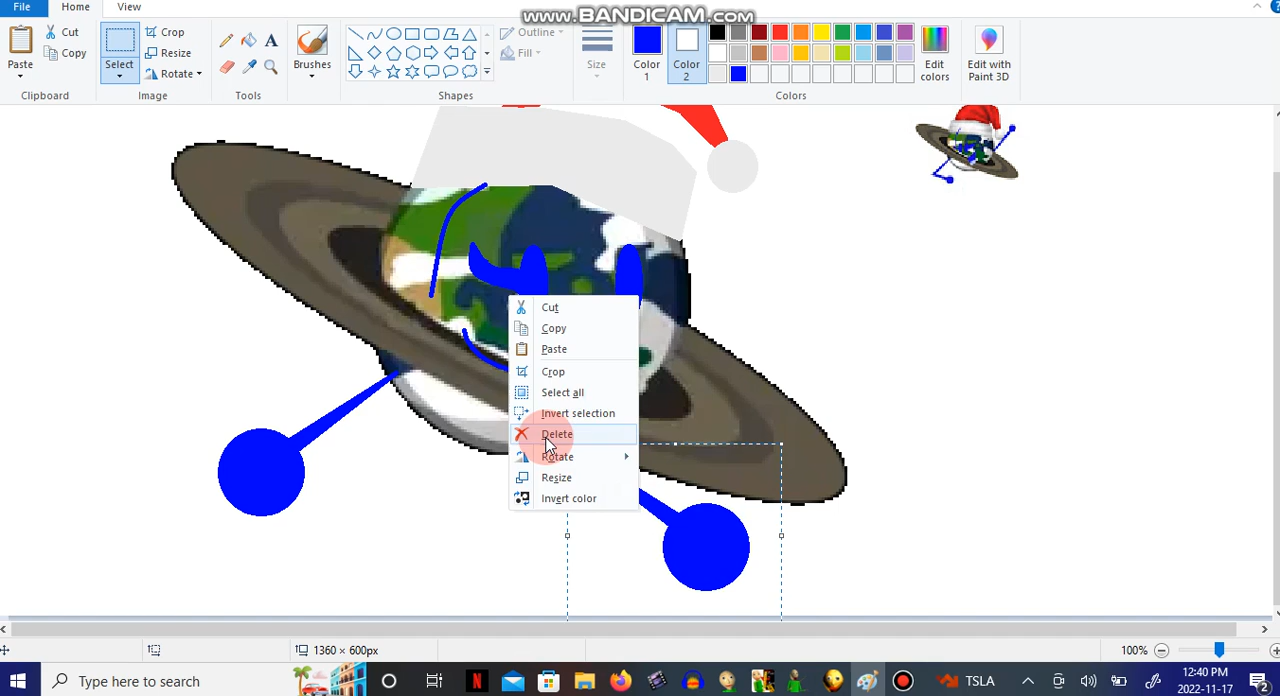 www.BANDICAM.com
File Home View
Paste
Cut
Copy
Clipboard
Select
Crop
Resize
Rotate
Image
A
Tools
Brushes
Outline
Fill
Shapes
Size
Color 1
Color 2
Edit colors
Colors
Edit with Paint 3D
Cut
Copy
Paste
Crop
Select all
Invert selection
Delete
Rotate
Resize
Invert color
1360 × 600px
100%
Type here to search
N
TSLA
12:40 PM
2022-11-17
2